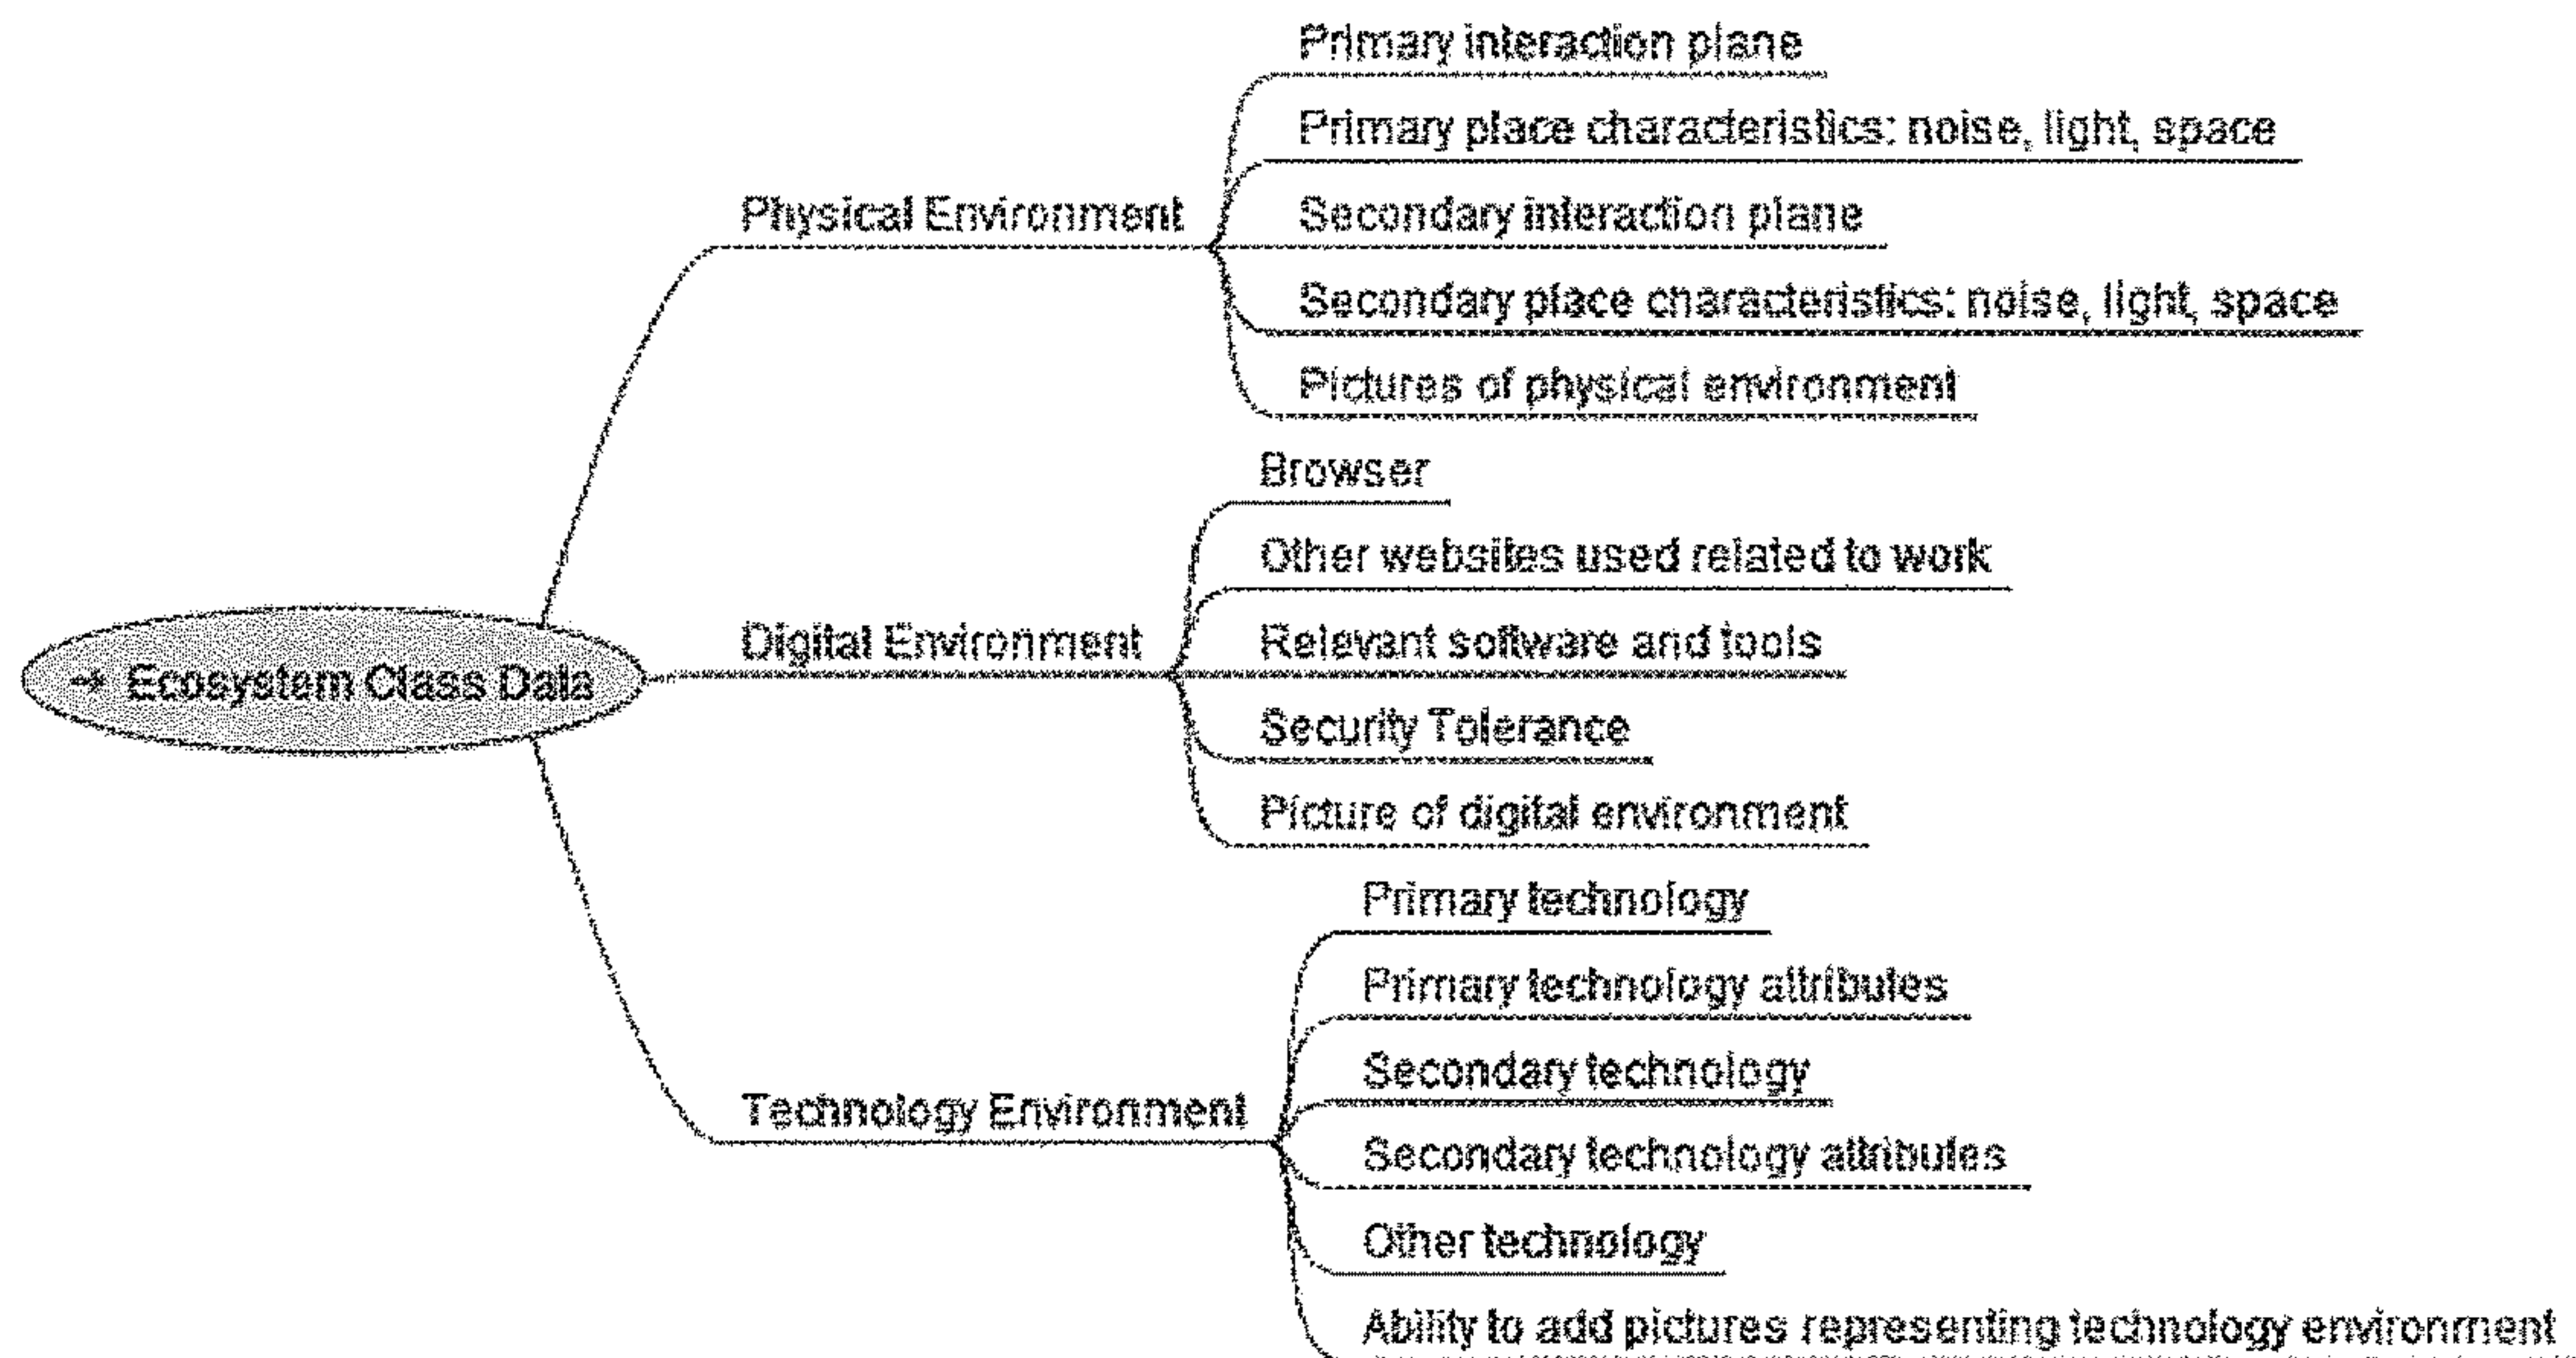 → Ecosystem Class Data
Physical Environment
Primary interaction plane
Primary place characteristics: noise, light, space
Secondary interaction plane
Secondary place characteristics: noise, light, space
Pictures of physical environment
Digital Environment
Browser
Other websites used related to work
Relevant software and tools
Security Tolerance
Picture of digital environment
Technology Environment
Primary technology
Primary technology attributes
Secondary technology
Secondary technology attributes
Other technology
Ability to add pictures representing technology environment